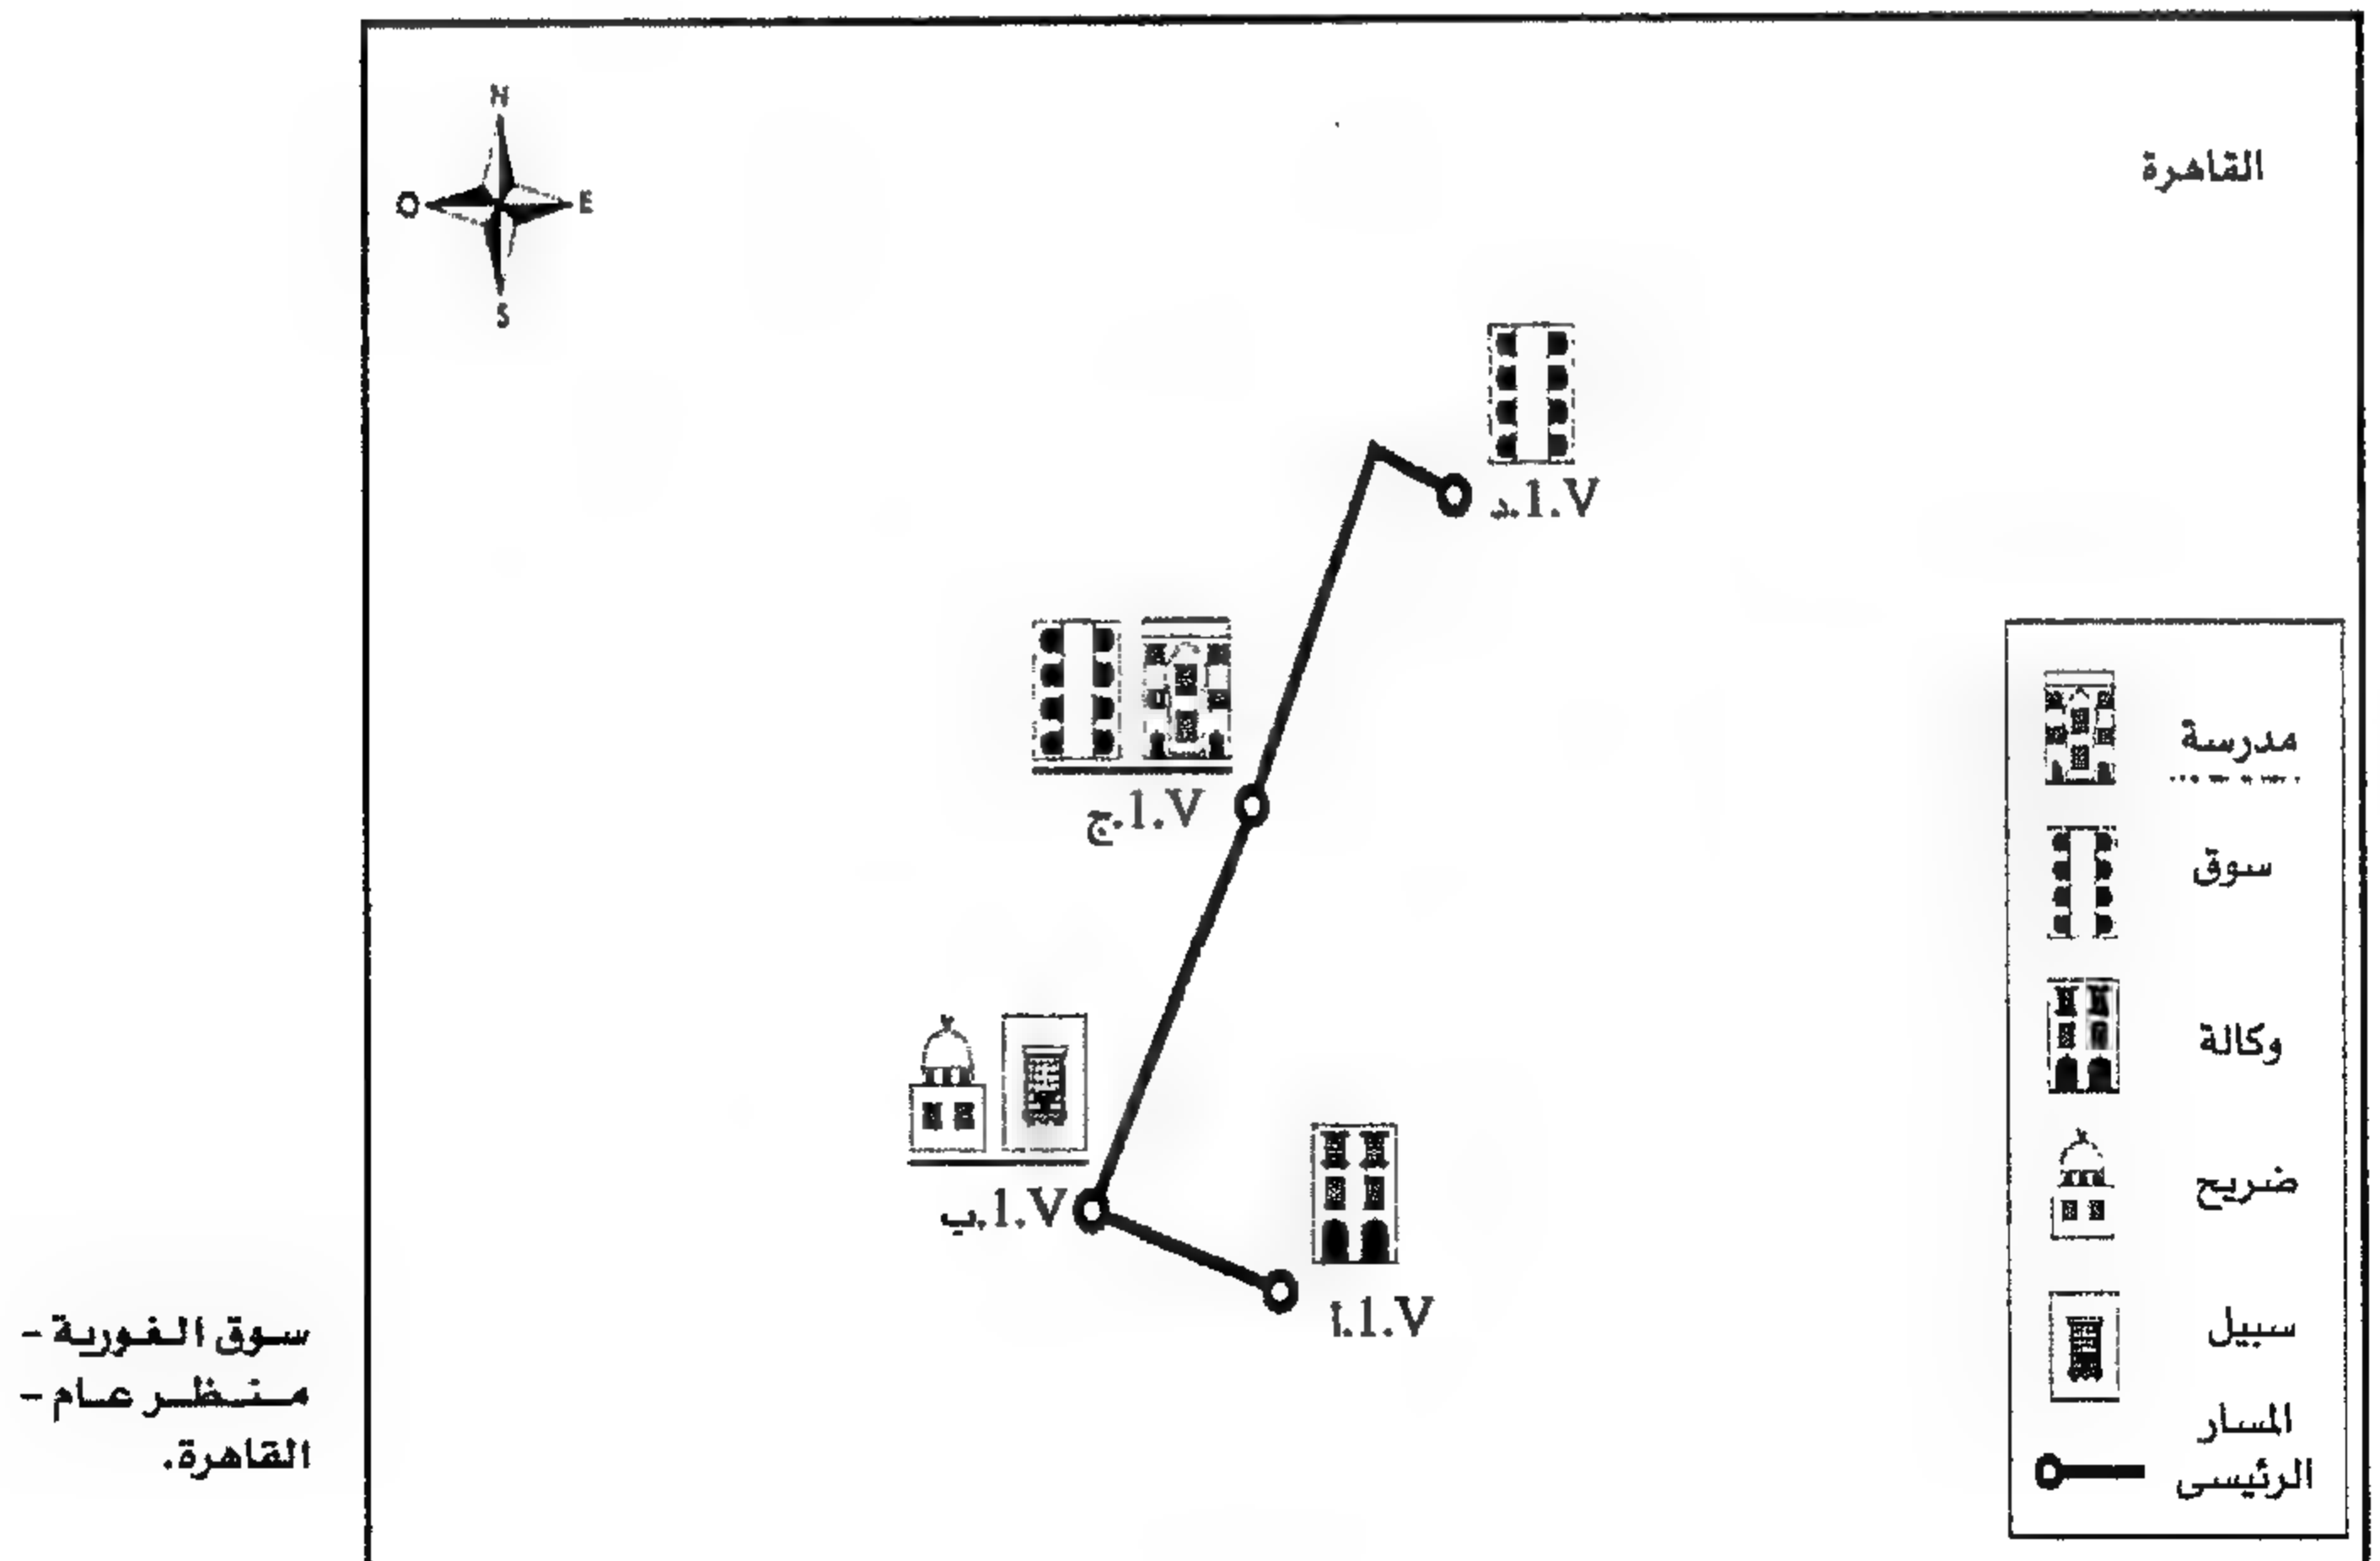 القاهرة
N
O
E
S
V.1.د
V.1.ج
V.1.ب
V.1.أ
مدرسة
سوق
وكالة
ضريح
سبيل
المسار
الرئيسى
سوق الغورية -
منظر عام -
القاهرة.